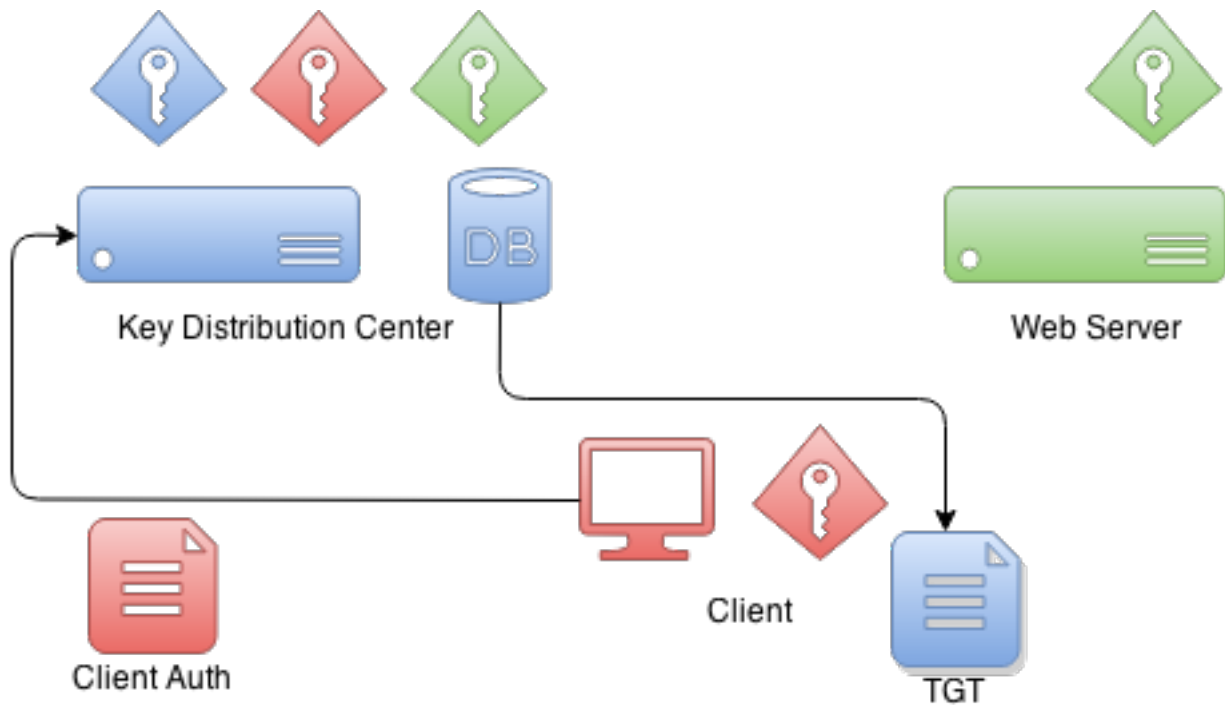 DB
Key Distribution Center
Web Server
Client
Client Auth
TGT